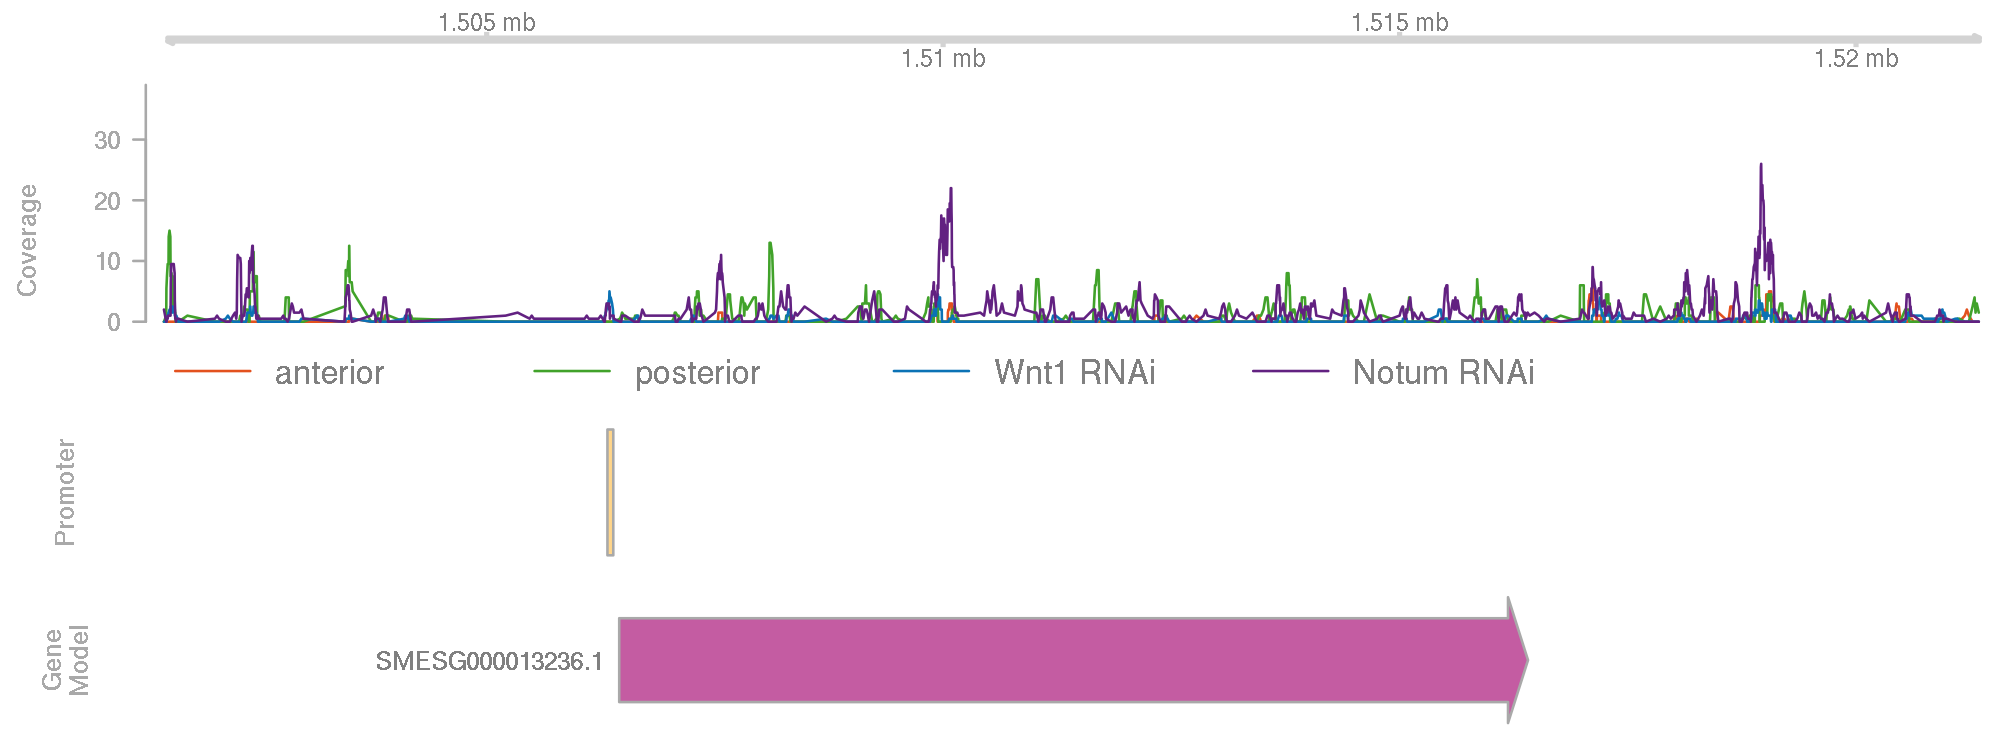 1.505 mb
1.515 mb
1.51 mb
1.52 mb
Coverage
30
20
10
0
anterior
posterior
Wnt1 RNAi
Notum RNAi
Promoter
Gene
Model
SMESG000013236.1